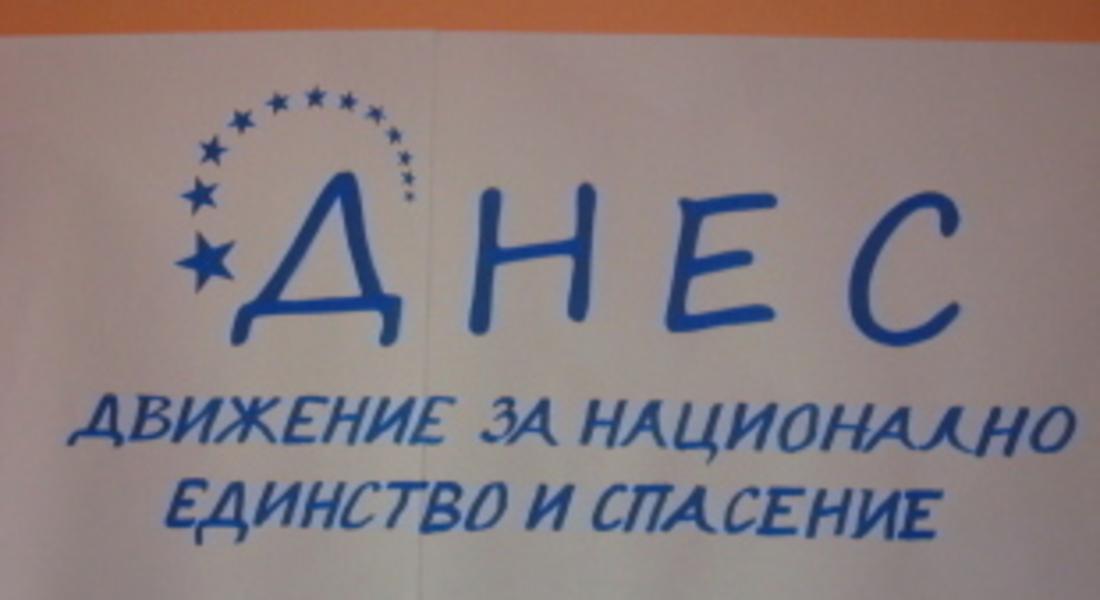 ДНЕС
ДВИЖЕНИЕ ЗА НАЦИОНАЛНО
ЕДИНСТВО И СПАСЕНИЕ